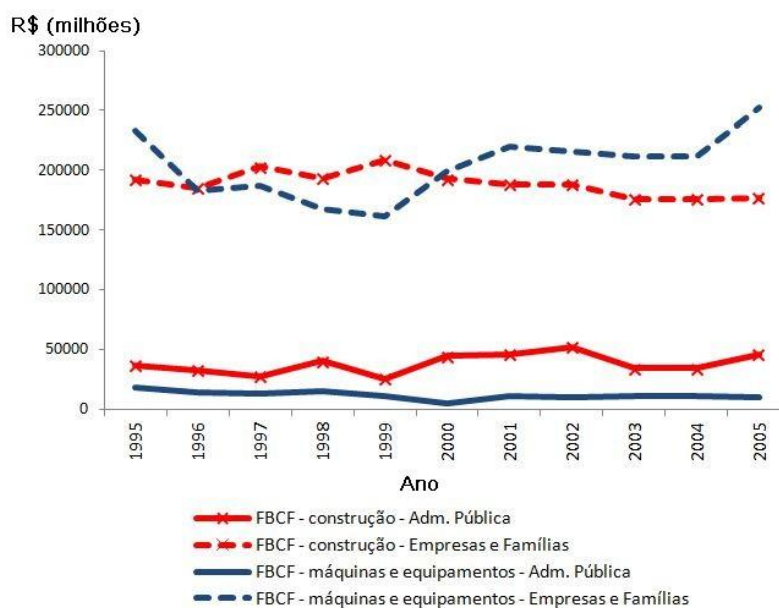 R$ (milhões)
300000
250000
200000
150000
100000
50000
0
1995 1996 1997 1998 1999 2000 2001 2002 2003 2004 2005
Ano
FBCF - construção - Adm. Pública
FBCF - construção - Empresas e Famílias
FBCF - máquinas e equipamentos - Adm. Pública
FBCF - máquinas e equipamentos - Empresas e Famílias